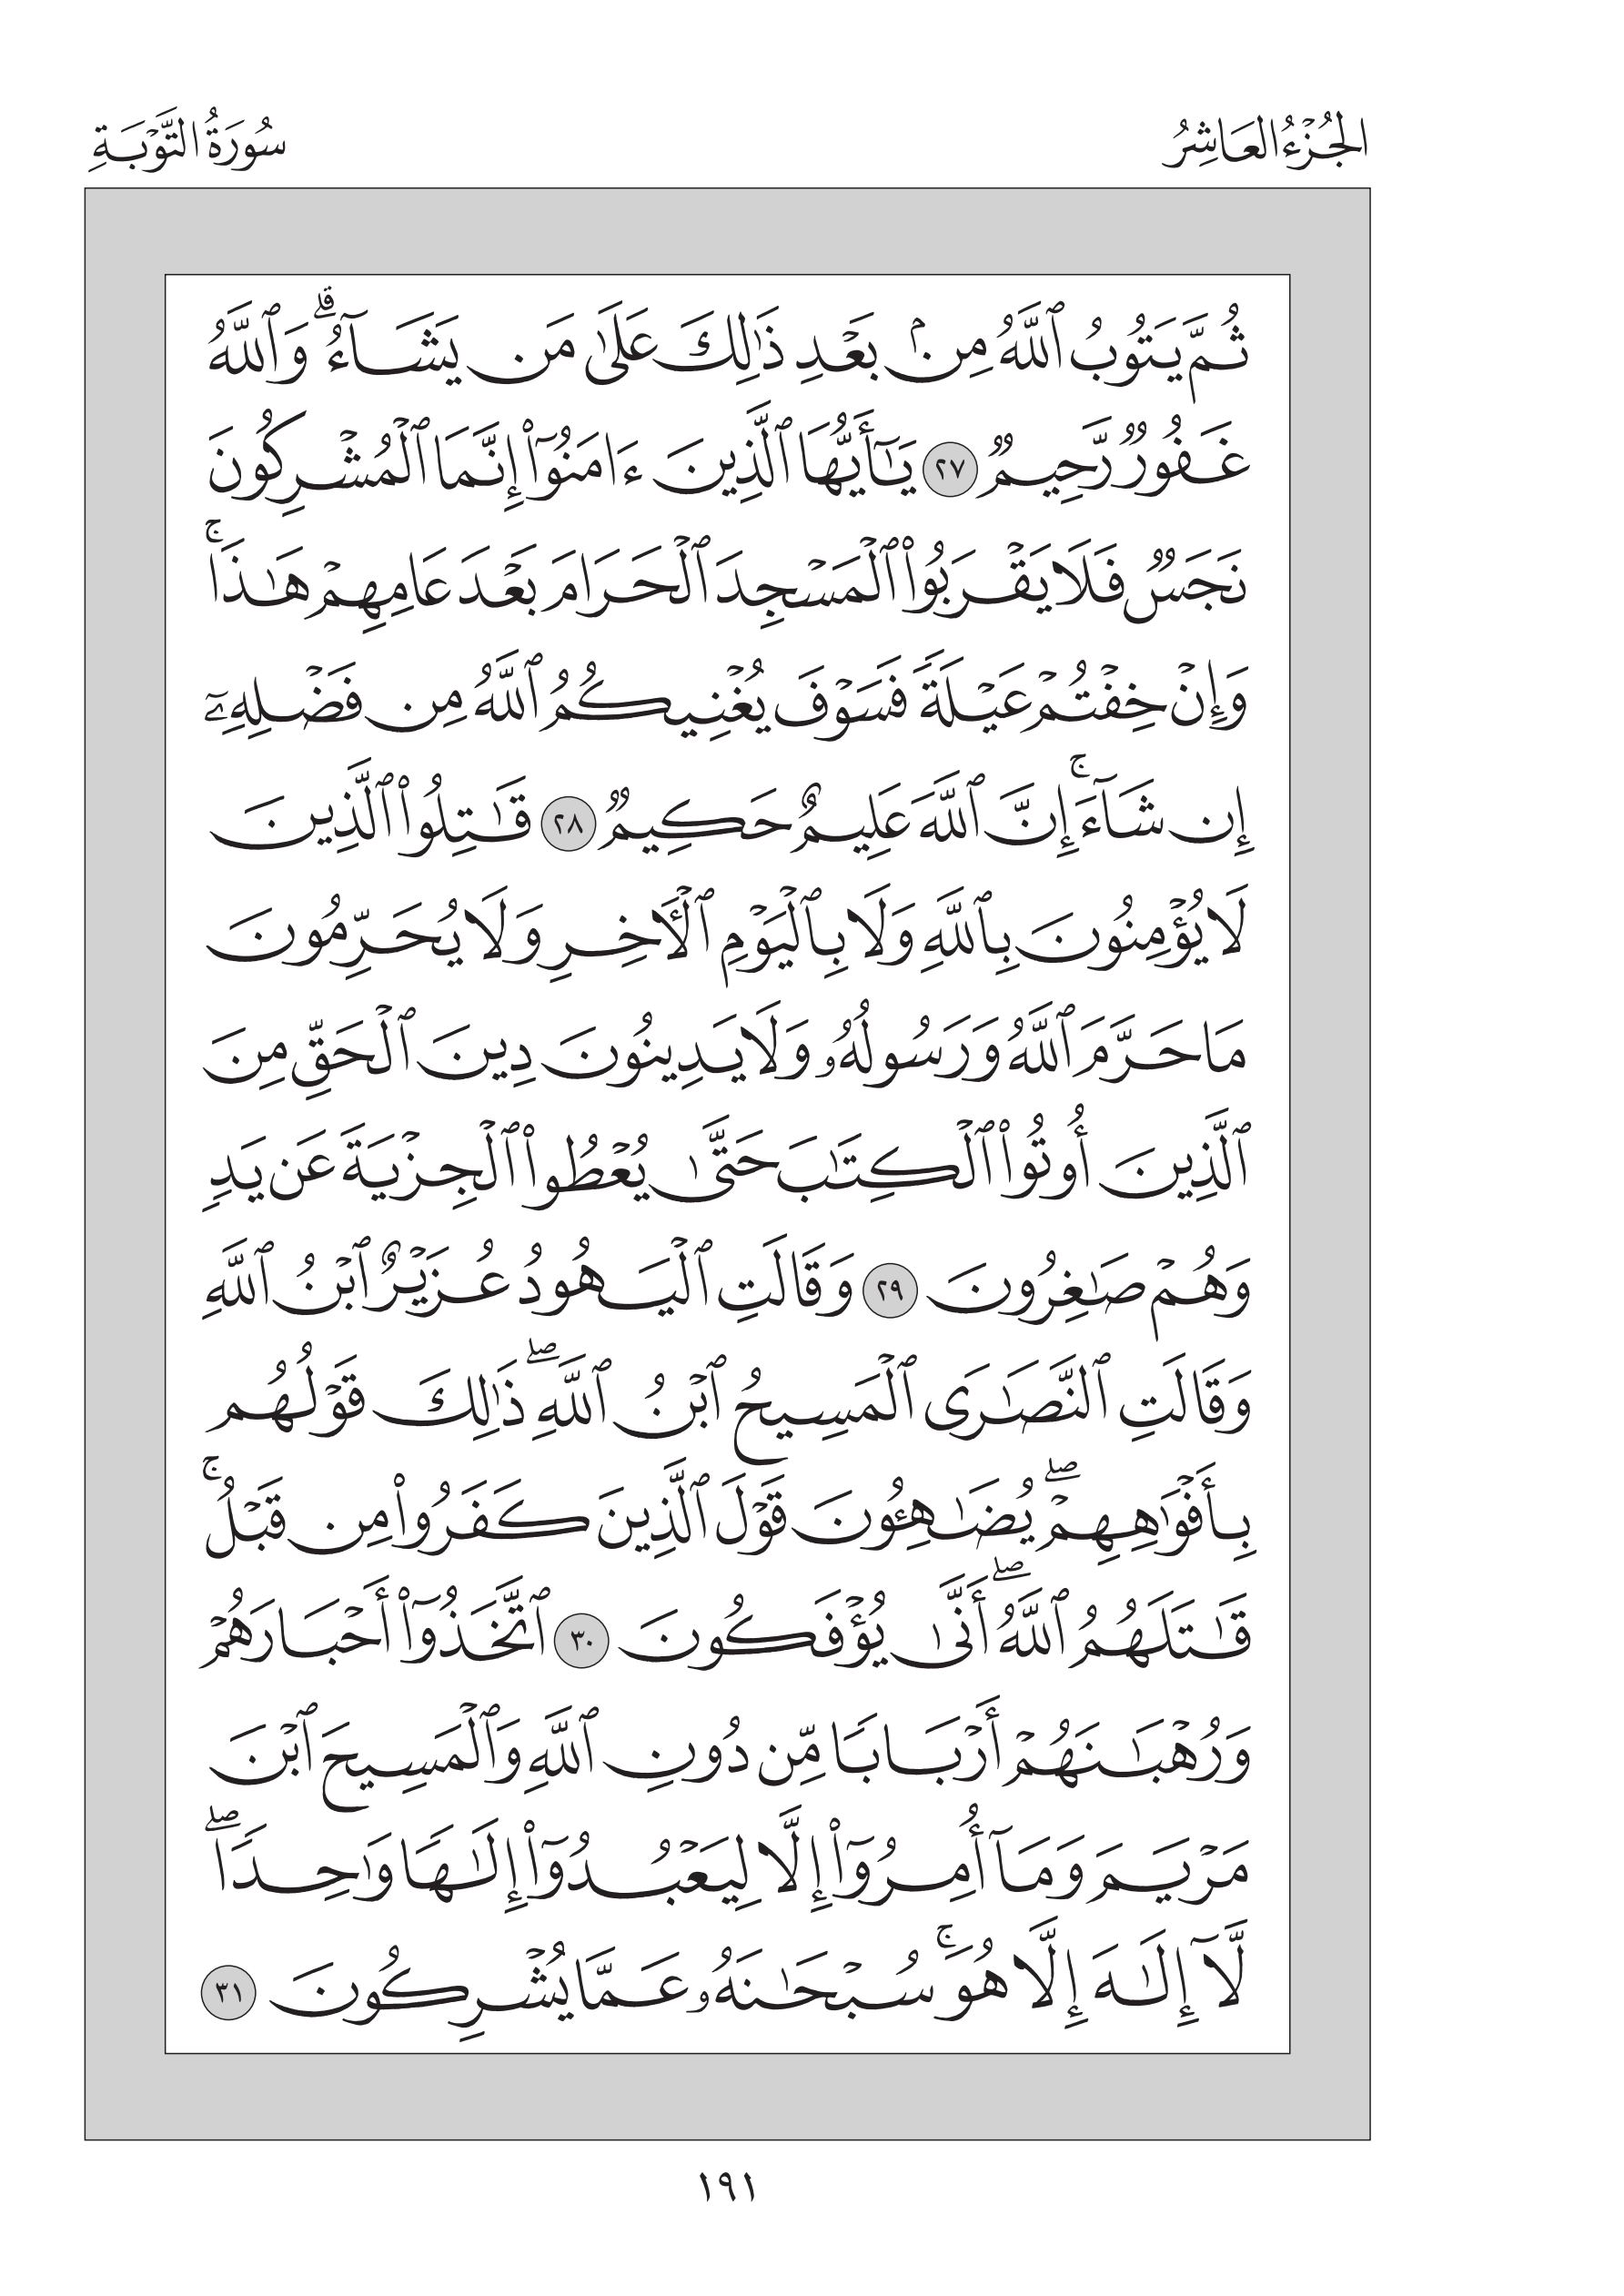 الجُزْءُ العَاشِرُ
سُورَةُ التَّوْبَةِ
ثُمَّ يَتُوبُ ٱللَّهُ مِنۢ بَعْدِ ذَٰلِكَ عَلَىٰ مَن يَشَآءُۗ وَٱللَّهُ
غَفُورٞ رَّحِيمٞ ٢٧ يَٰٓأَيُّهَا ٱلَّذِينَ ءَامَنُوٓاْ إِنَّمَا ٱلْمُشْرِكُونَ
نَجَسٞ فَلَا يَقْرَبُواْ ٱلْمَسْجِدَ ٱلْحَرَامَ بَعْدَ عَامِهِمْ هَٰذَاۚ
وَإِنْ خِفْتُمْ عَيْلَةٗ فَسَوْفَ يُغْنِيكُمُ ٱللَّهُ مِن فَضْلِهِۦٓ
إِن شَآءَۚ إِنَّ ٱللَّهَ عَلِيمٌ حَكِيمٞ ٢٨ قَٰتِلُواْ ٱلَّذِينَ
لَا يُؤْمِنُونَ بِٱللَّهِ وَلَا بِٱلْيَوْمِ ٱلْأٓخِرِ وَلَا يُحَرِّمُونَ
مَا حَرَّمَ ٱللَّهُ وَرَسُولُهُۥ وَلَا يَدِينُونَ دِينَ ٱلْحَقِّ مِنَ
ٱلَّذِينَ أُوتُواْ ٱلْكِتَٰبَ حَتَّىٰ يُعْطُواْ ٱلْجِزْيَةَ عَن يَدٖ
وَهُمْ صَٰغِرُونَ ٢٩ وَقَالَتِ ٱلْيَهُودُ عُزَيْرٌ ٱبْنُ ٱللَّهِ
وَقَالَتِ ٱلنَّصَٰرَى ٱلْمَسِيحُ ٱبْنُ ٱللَّهِۖ ذَٰلِكَ قَوْلُهُم
بِأَفْوَٰهِهِمْۖ يُضَٰهِـُٔونَ قَوْلَ ٱلَّذِينَ كَفَرُواْ مِن قَبْلُۚ
قَٰتَلَهُمُ ٱللَّهُۖ أَنَّىٰ يُؤْفَكُونَ ٣٠ ٱتَّخَذُوٓاْ أَحْبَارَهُمْ
وَرُهْبَٰنَهُمْ أَرْبَابٗا مِّن دُونِ ٱللَّهِ وَٱلْمَسِيحَ ٱبْنَ
مَرْيَمَ وَمَآ أُمِرُوٓاْ إِلَّا لِيَعْبُدُوٓاْ إِلَٰهٗا وَٰحِدٗاۖ
لَّآ إِلَٰهَ إِلَّا هُوَۚ سُبْحَٰنَهُۥ عَمَّا يُشْرِكُونَ ٣١
١٩١